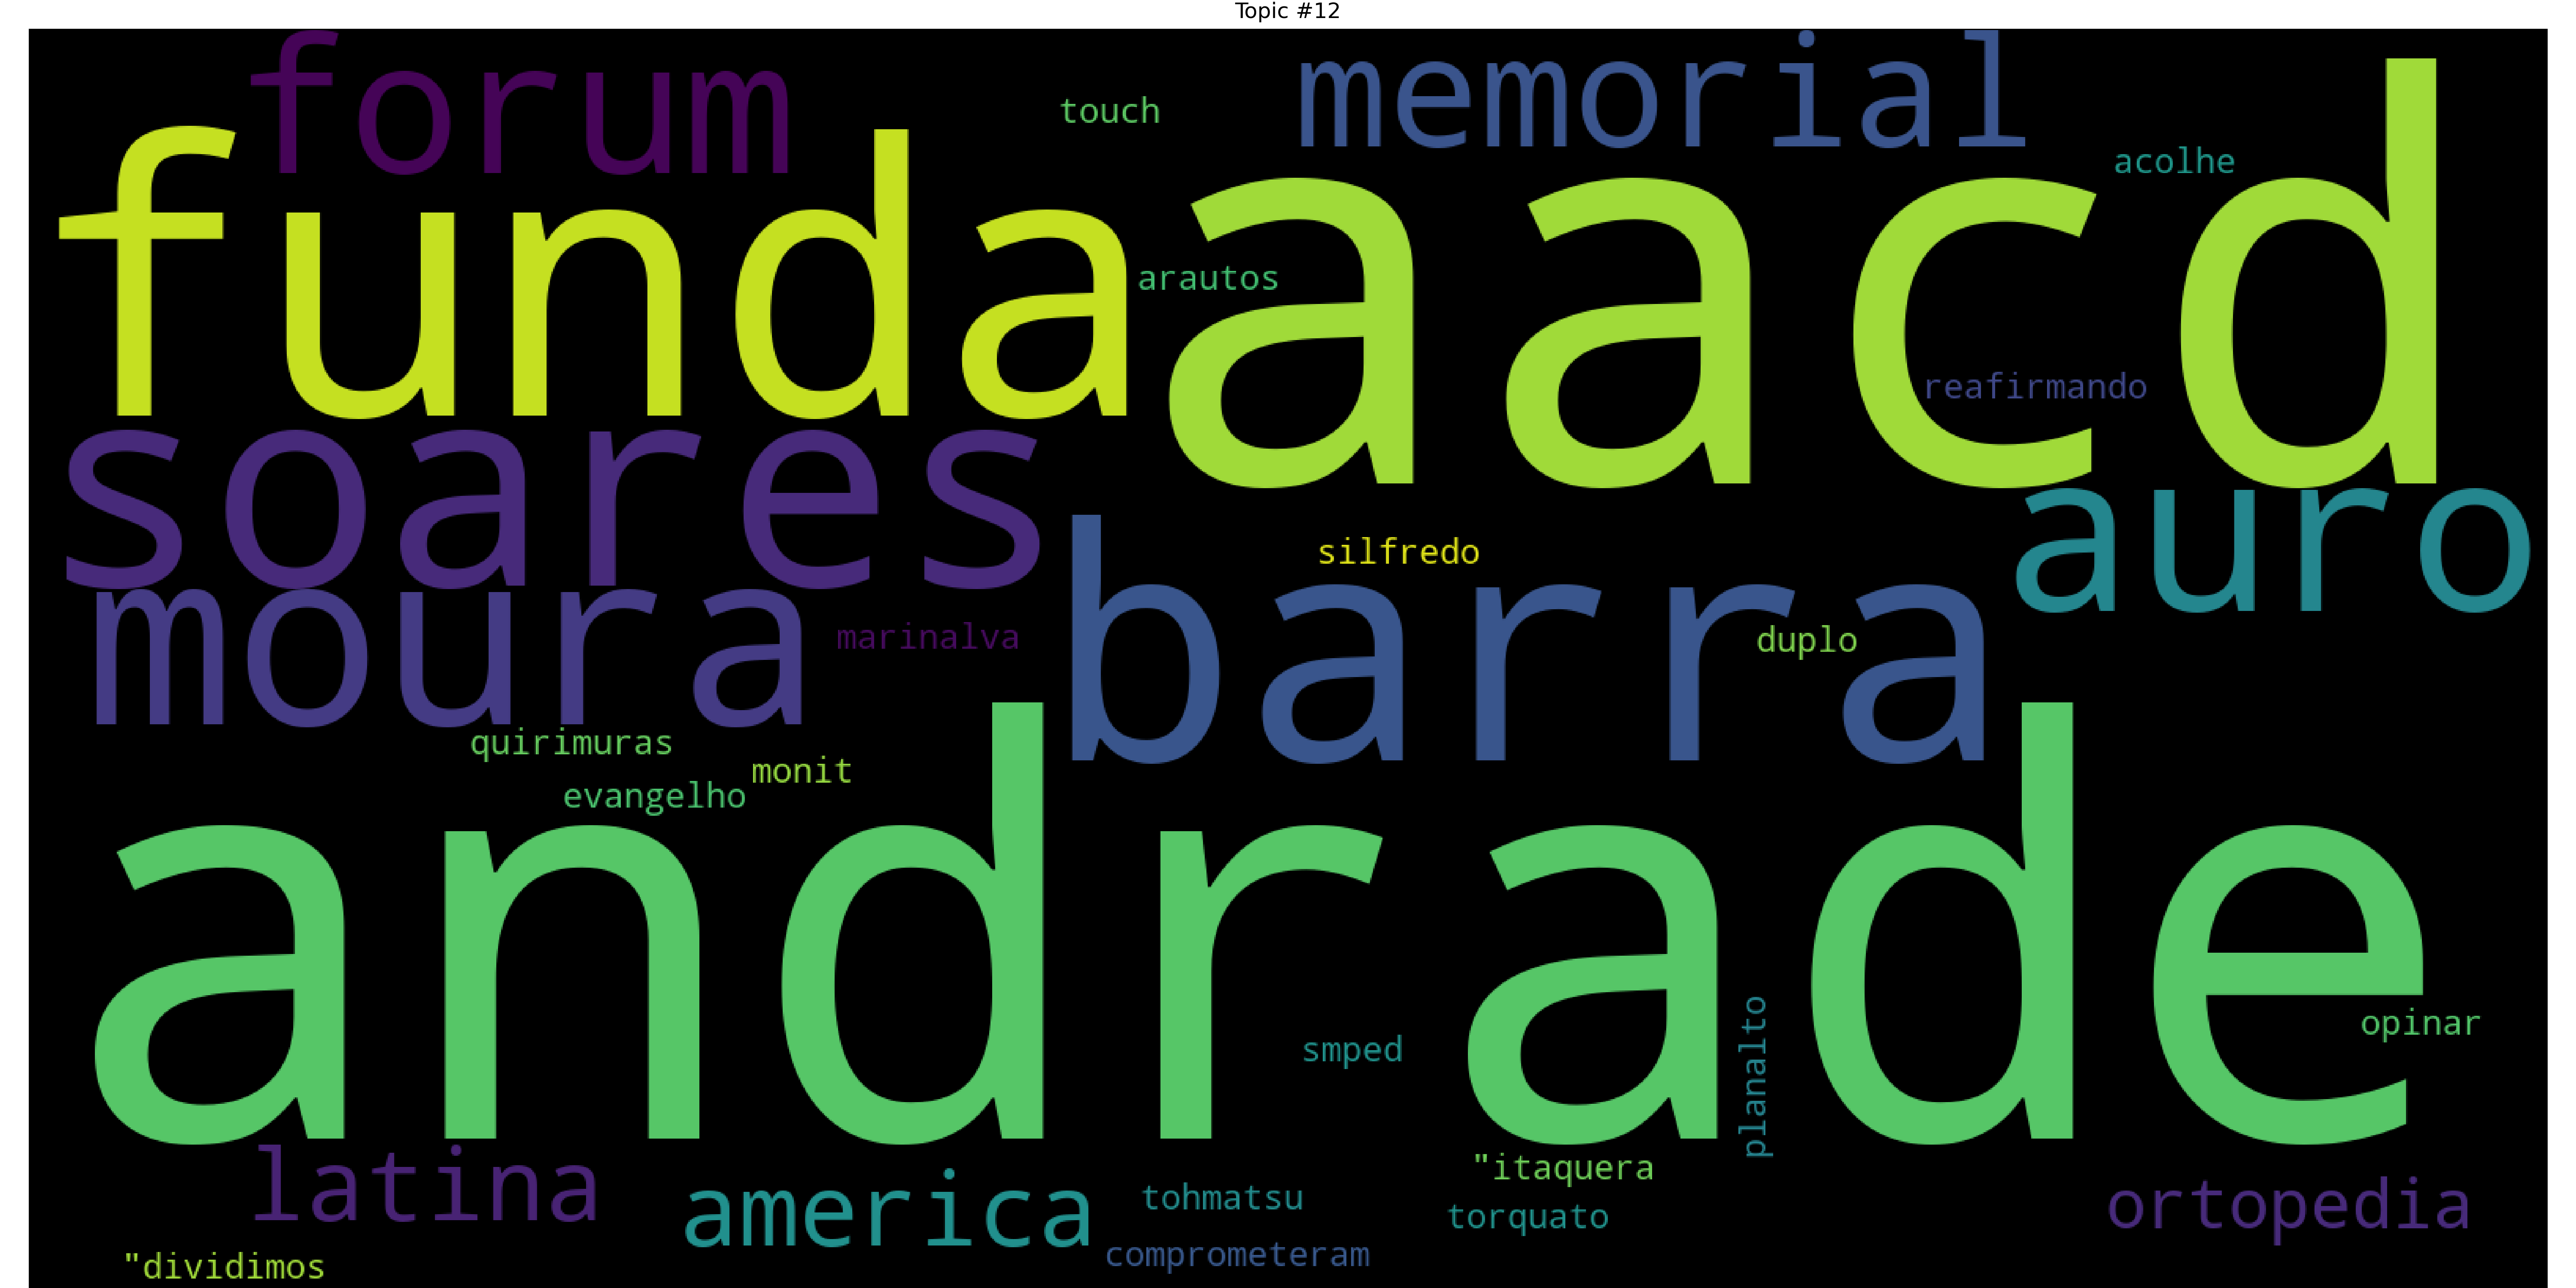 Topic #12
forum
memorial
touch
acolhe
funda
aacd
arautos
reafirmando
soares
auro
silfredo
barra
moura
marinalva
duplo
quirimuras
monit
evangelho
andrade
opinar
smped
planalto
latina
america
tohmatsu
"itaquera
torquato
ortopedia
comprometeram
"dividimos